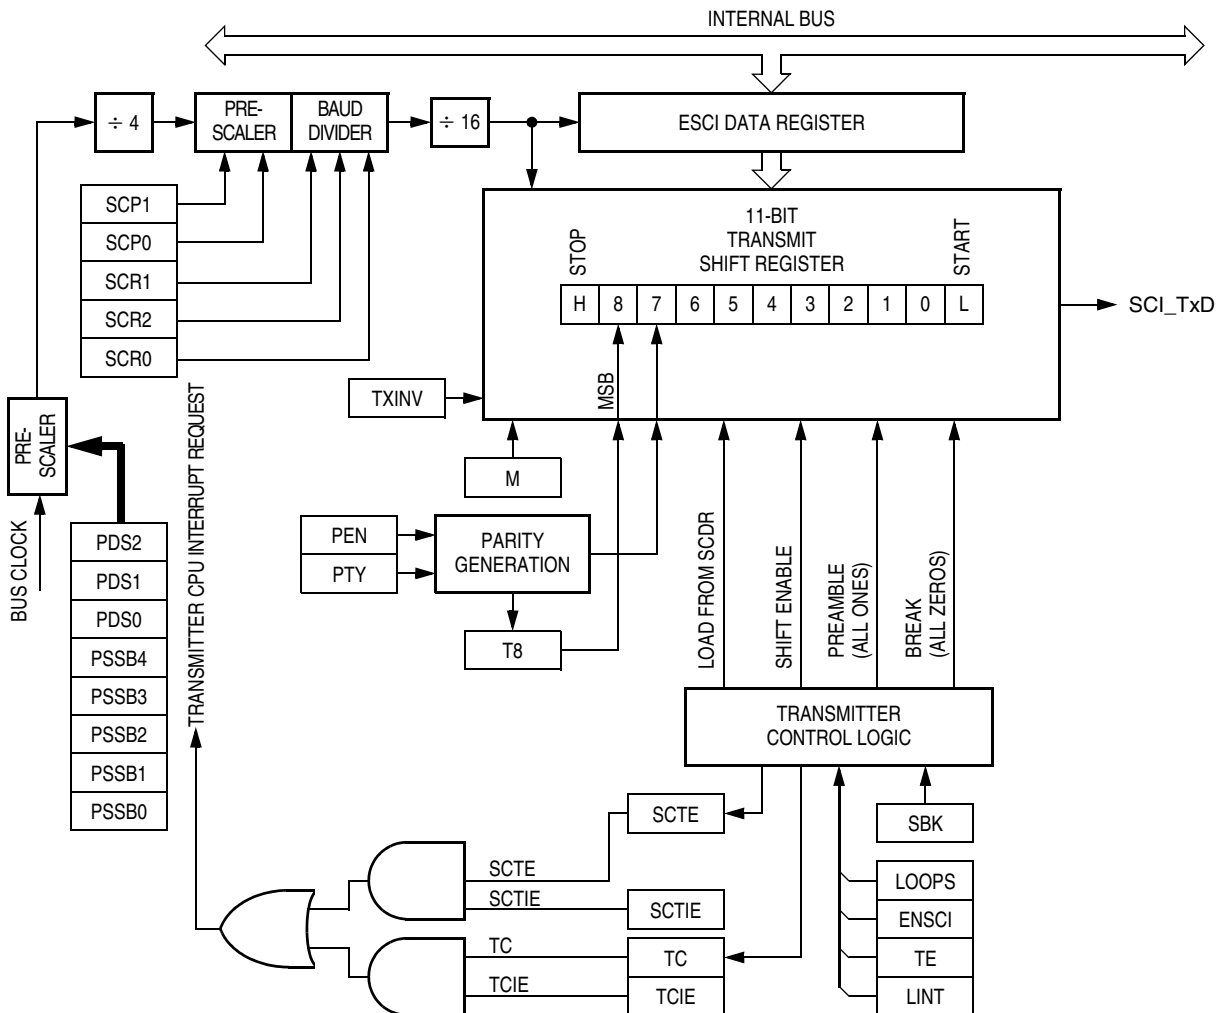 INTERNAL BUS
÷ 4
PRE-
SCALER
BAUD
DIVIDER
÷ 16
ESCI DATA REGISTER
SCP1
SCP0
SCR1
SCR2
SCR0
11-BIT
TRANSMIT
SHIFT REGISTER
STOP
START
H 8 7 6 5 4 3 2 1 0 L
SCI_TxD
MSB
TXINV
M
PRE-
SCALER
BUS CLOCK
PDS2
PDS1
PDS0
PSSB4
PSSB3
PSSB2
PSSB1
PSSB0
TRANSMITTER CPU INTERRUPT REQUEST
PEN
PTY
PARITY
GENERATION
T8
LOAD FROM SCDR
SHIFT ENABLE
PREAMBLE
(ALL ONES)
BREAK
(ALL ZEROS)
TRANSMITTER
CONTROL LOGIC
SCTE
SBK
SCTE
SCTIE
SCTIE
TC
TC
TCIE
TCIE
LOOPS
ENSCI
TE
LINT